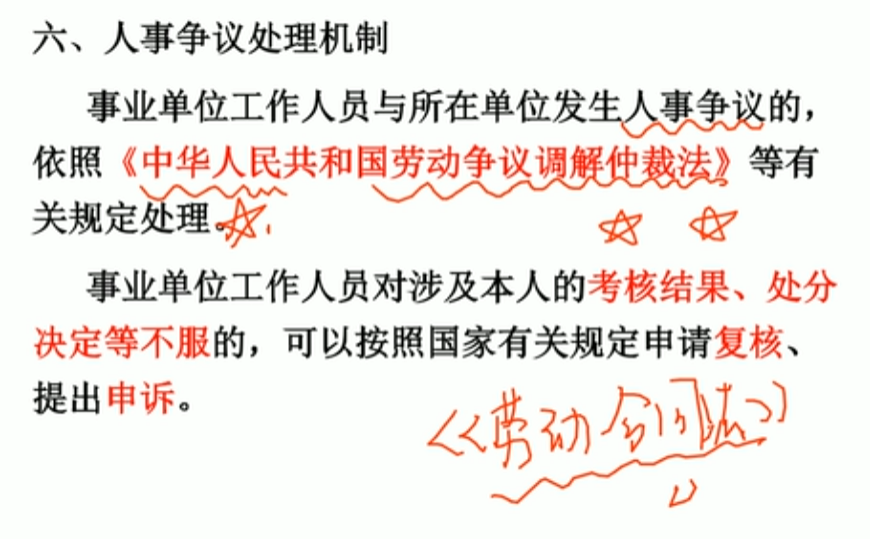 六、人事争议处理机制
事业单位工作人员与所在单位发生人事争议的，
依照《中华人民共和国劳动争议调解仲裁法》等有
关规定处理。
事业单位工作人员对涉及本人的考核结果、处分
决定等不服的，可以按照国家有关规定申请复核、
提出申诉。
《劳动合同法》